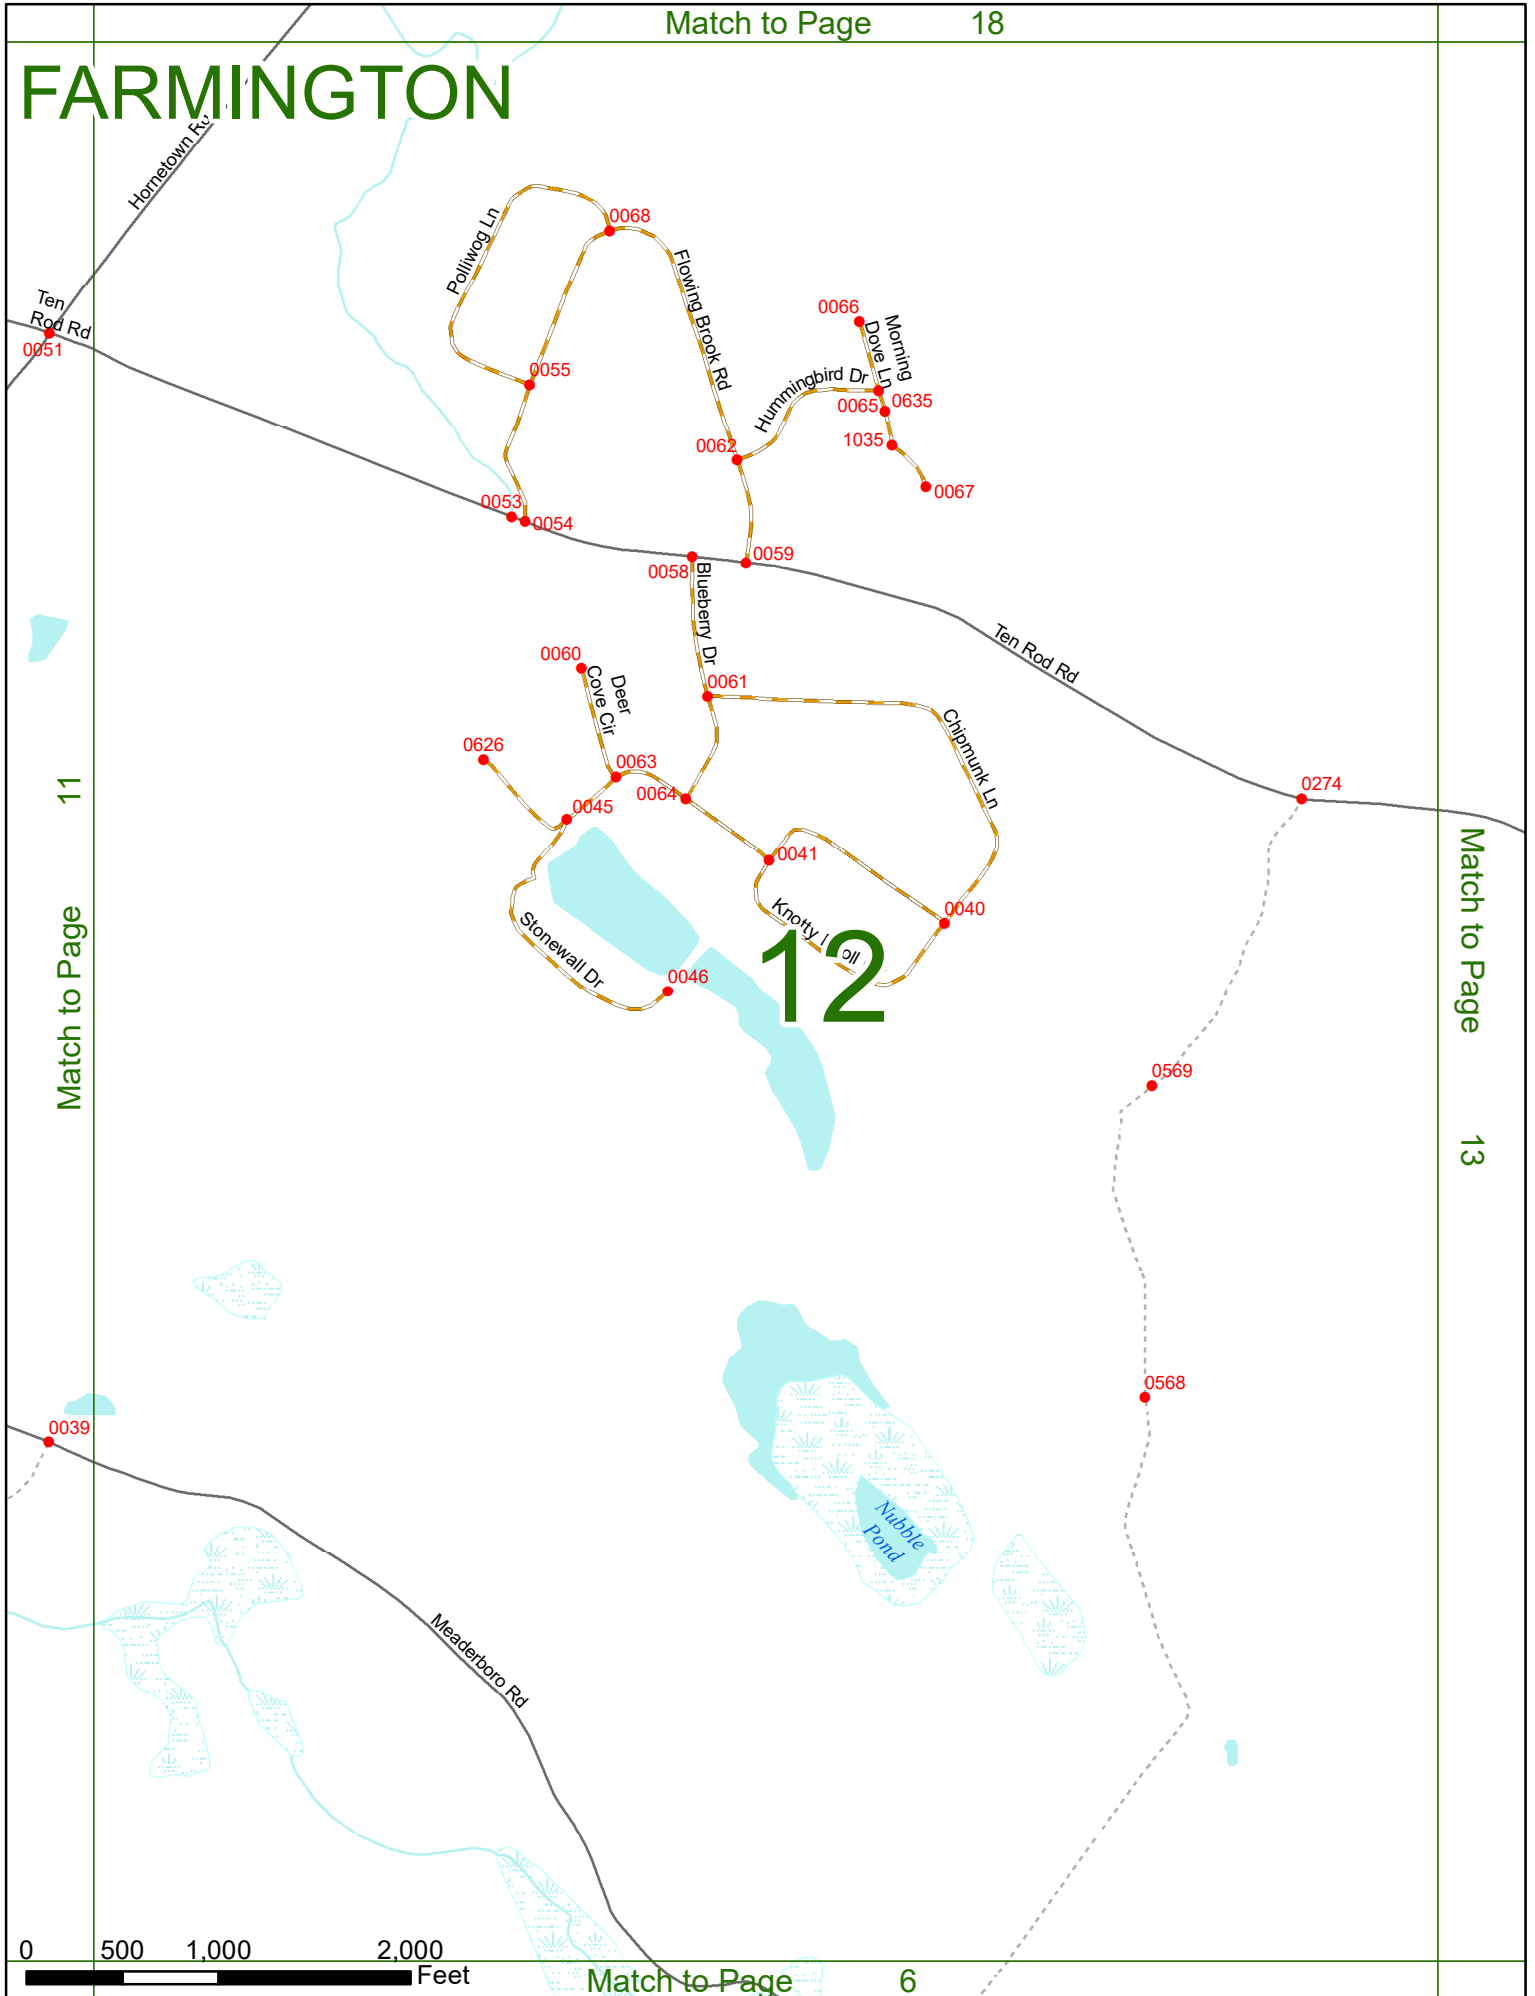 Match to Page 18
FARMINGTON
Hornetown Rd
Ten
Rod Rd
0051
Polliwog Ln
0068
Flowing Brook Rd
0055
0066
Morning
Dove Ln
Hummingbird Dr
0065
0635
1035
0062
0067
0053
0054
0059
0058
Blueberry Dr
Ten Rod Rd
0060
Deer
Cove Cir
0061
Chipmunk Ln
0626
0063
0064
0045
0274
11
Match to Page
0041
0040
Knotty
12
Stonewall Dr
0046
Match to Page
13
0569
0568
0039
Nubble
Pond
Meaderboro Rd
0 500 1,000 2,000
Feet
Match to Page 6